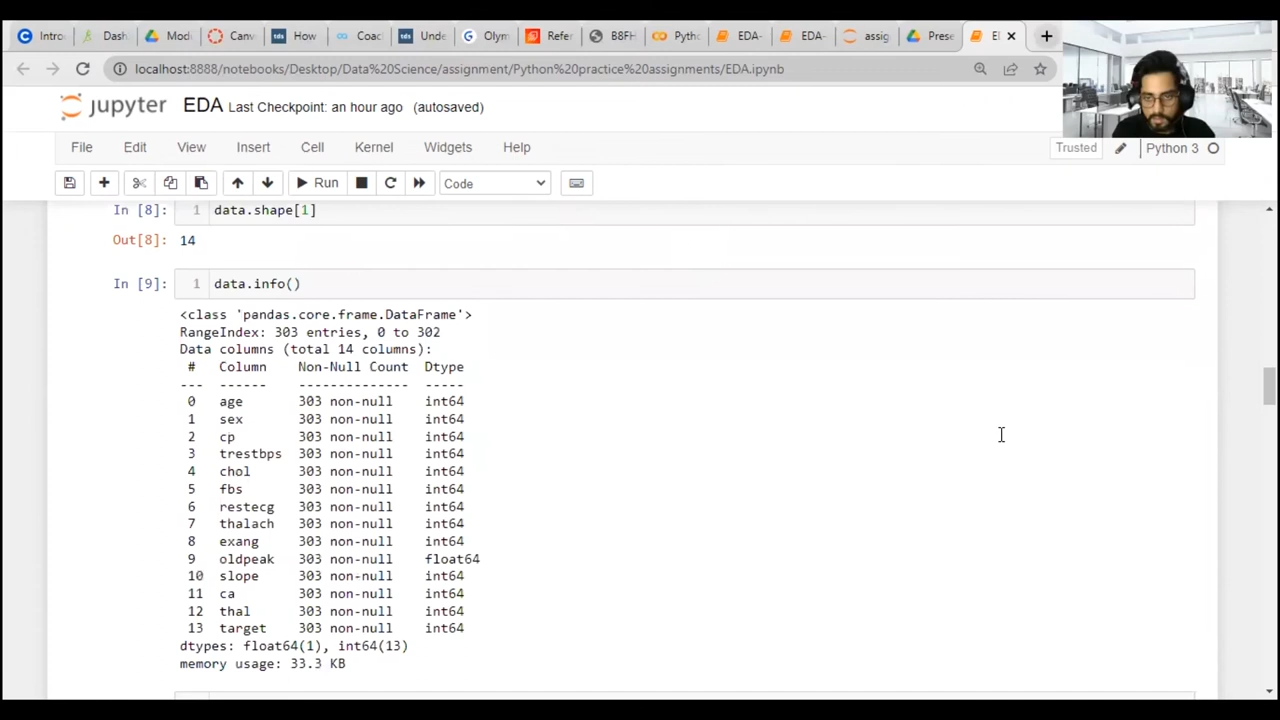 Intro Dash Modi Canv How Coac Unde Olym Refer B8FH Pytho EDA- EDA- assig Prese
localhost:8888/notebooks/Desktop/Data%20Science/assignment/Python%20practice%20assignments/EDA.ipynb
jupyter EDA Last Checkpoint: an hour ago (autosaved)
File Edit View Insert Cell Kernel Widgets Help Trusted Python 3
Run Code
In [8]: 1 data.shape[1]
Out[8]: 14
In [9]: 1 data.info()
<class 'pandas.core.frame.DataFrame'>
RangeIndex: 303 entries, 0 to 302
Data columns (total 14 columns):
# Column Non-Null Count Dtype
--- ------ -------------- -----
0 age 303 non-null int64
1 sex 303 non-null int64
2 cp 303 non-null int64
3 trestbps 303 non-null int64
4 chol 303 non-null int64
5 fbs 303 non-null int64
6 restecg 303 non-null int64
7 thalach 303 non-null int64
8 exang 303 non-null int64
9 oldpeak 303 non-null float64
10 slope 303 non-null int64
11 ca 303 non-null int64
12 thal 303 non-null int64
13 target 303 non-null int64
dtypes: float64(1), int64(13)
memory usage: 33.3 KB